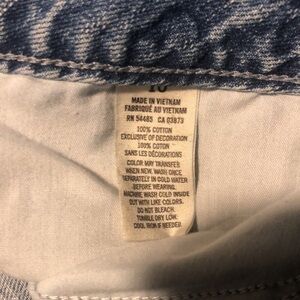 MADE IN VIETNAM
FABRIQUÉ AU VIETNAM
RN 54485 CA 03873
100% COTTON
EXCLUSIVE OF DECORATION
100% COTON
SANS LES DÉCORATIONS
COLOR MAY TRANSFER
WHEN NEW. WASH ONCE
SEPARATELY IN COLD WATER
BEFORE WEARING.
MACHINE WASH COLD INSIDE
OUT WITH LIKE COLORS.
DO NOT BLEACH.
TUMBLE DRY LOW.
COOL IRON IF NEEDED.